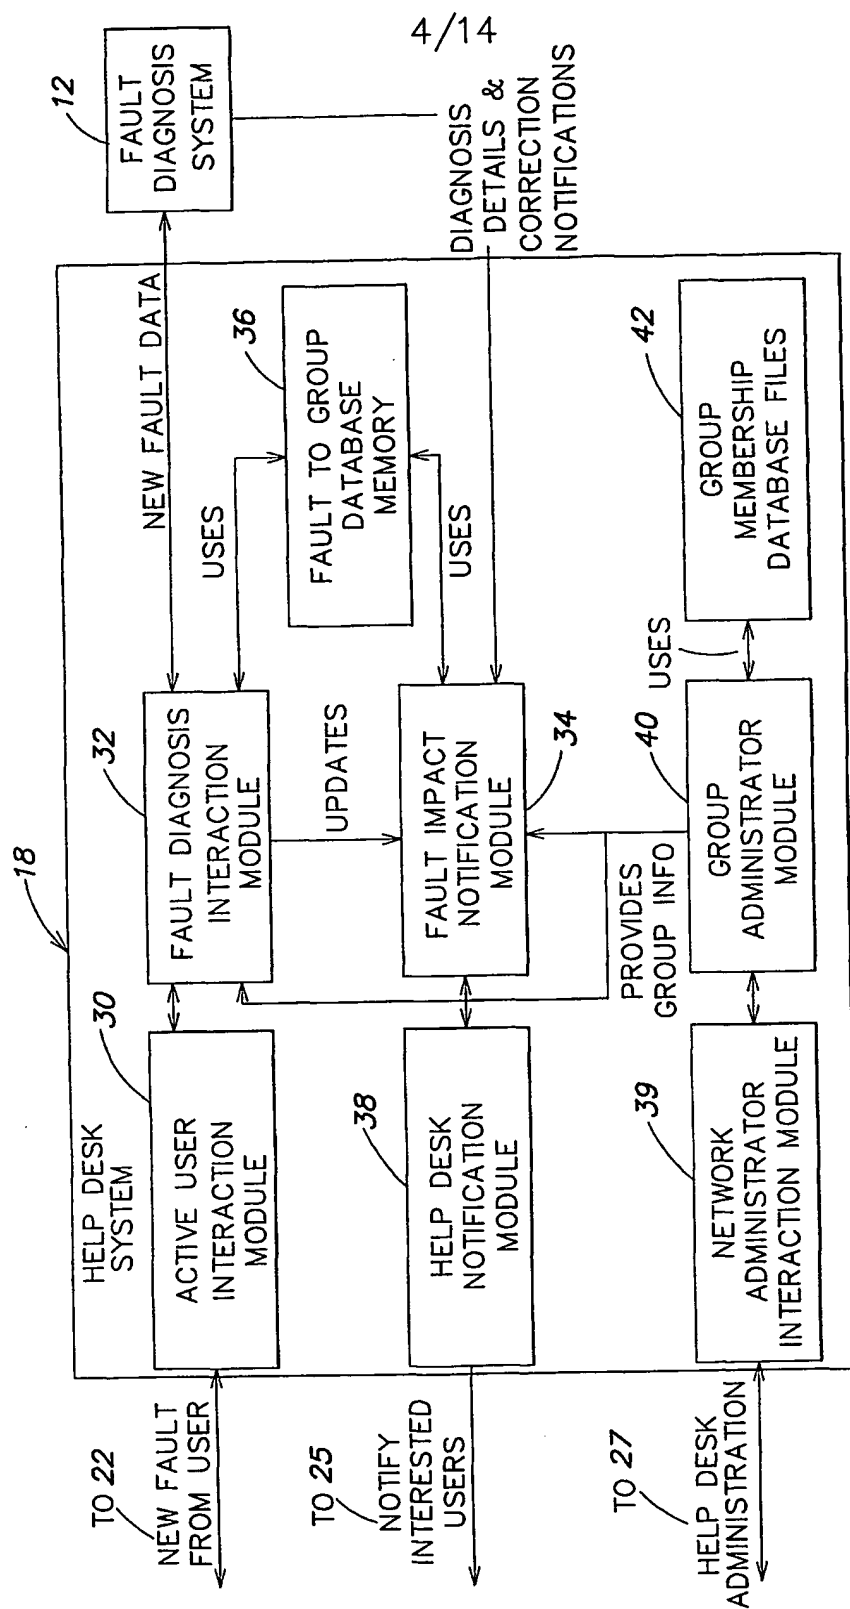 4/14
12
FAULT
DIAGNOSIS
SYSTEM
NEW FAULT DATA
DIAGNOSIS
DETAILS &
CORRECTION
NOTIFICATIONS
18
HELP DESK
SYSTEM
TO 22
NEW FAULT
FROM USER
30
ACTIVE USER
INTERACTION
MODULE
32
FAULT DIAGNOSIS
INTERACTION
MODULE
USES
36
FAULT TO GROUP
DATABASE
MEMORY
UPDATES
USES
TO 25
NOTIFY
INTERESTED
USERS
38
HELP DESK
NOTIFICATION
MODULE
FAULT IMPACT
NOTIFICATION
MODULE
34
PROVIDES
GROUP INFO
TO 27
HELP DESK
ADMINISTRATION
39
NETWORK
ADMINISTRATOR
INTERACTION MODULE
40
GROUP
ADMINISTRATOR
MODULE
USES
42
GROUP
MEMBERSHIP
DATABASE FILES